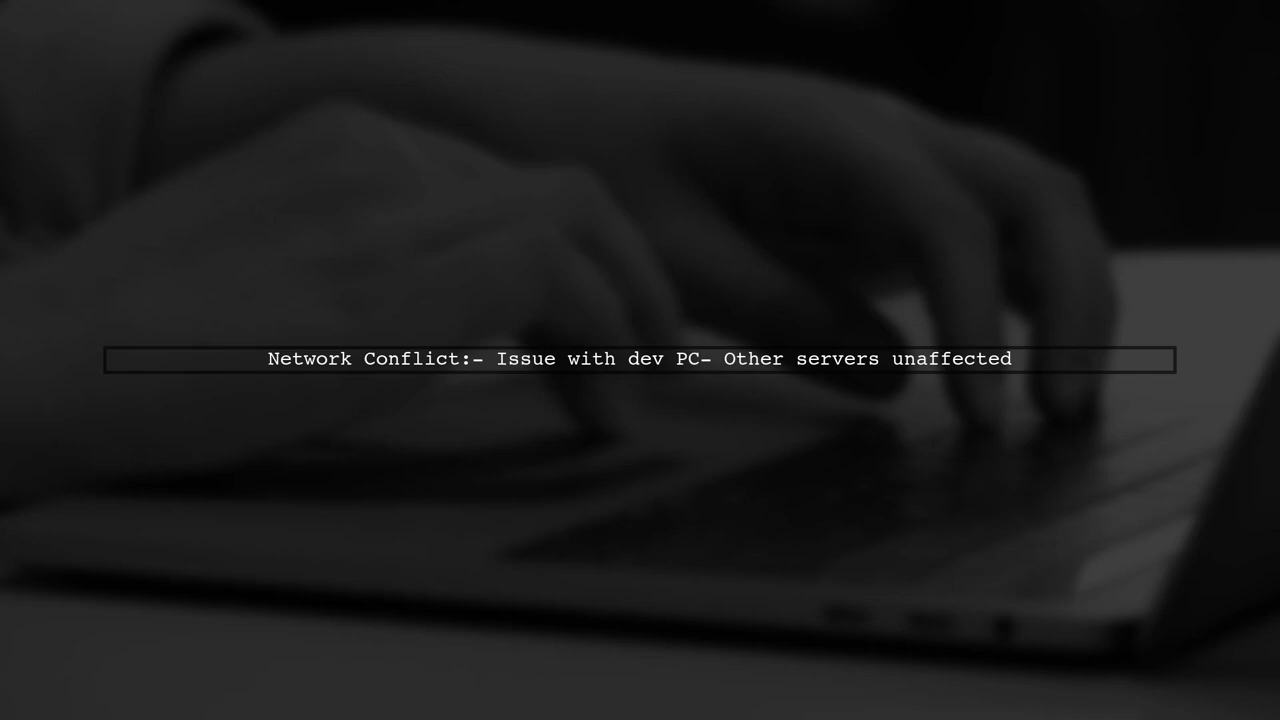 Network Conflict:- Issue with dev PC- Other servers unaffected